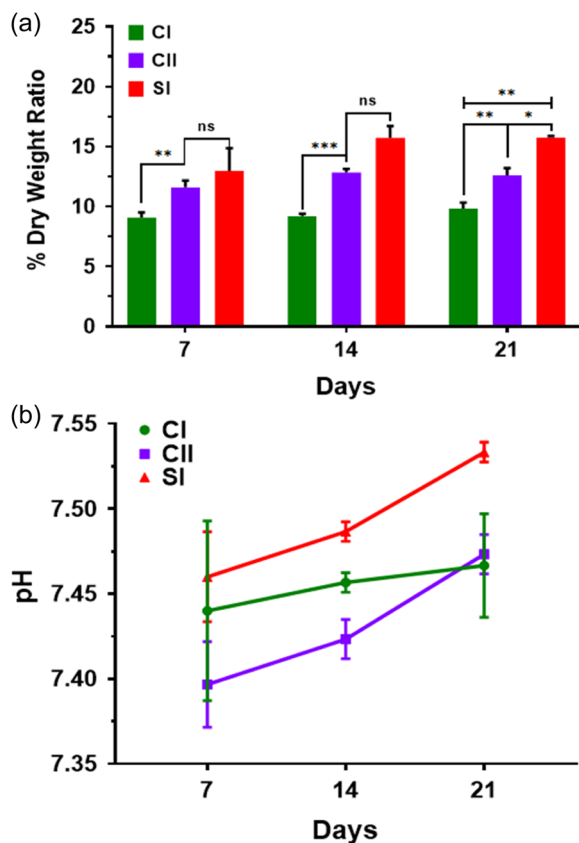 (a)
25
CI
CII
SI
20
15
10
5
0
% Dry Weight Ratio
** ns
*** ns
**
** *
7 14 21
Days
(b)
7.55
CI
CII
SI
7.50
7.45
7.40
7.35
pH
7 14 21
Days